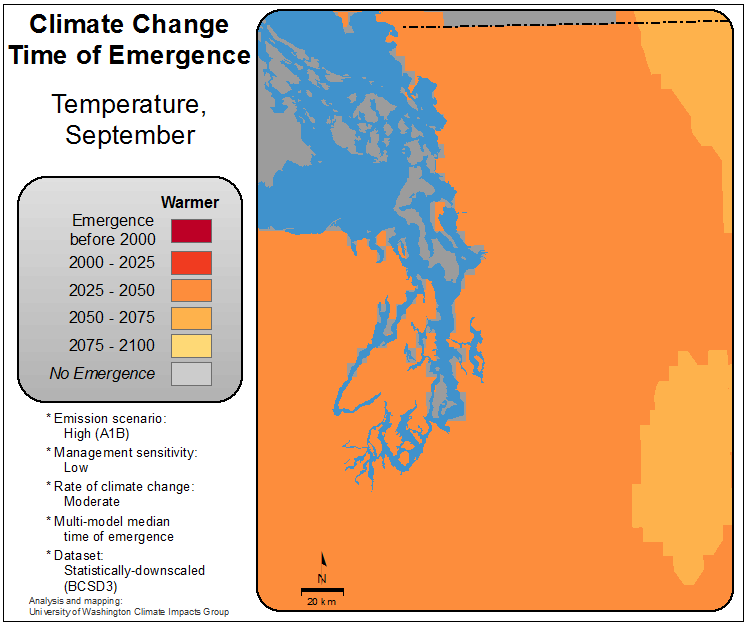 Climate Change
Time of Emergence
Temperature,
September
Warmer
Emergence
before 2000
2000 - 2025
2025 - 2050
2050 - 2075
2075 - 2100
No Emergence
* Emission scenario:
High (A1B)
* Management sensitivity:
Low
* Rate of climate change:
Moderate
* Multi-model median
time of emergence
* Dataset:
Statistically-downscaled
(BCSD3)
Analysis and mapping:
University of Washington Climate Impacts Group
N
20 km